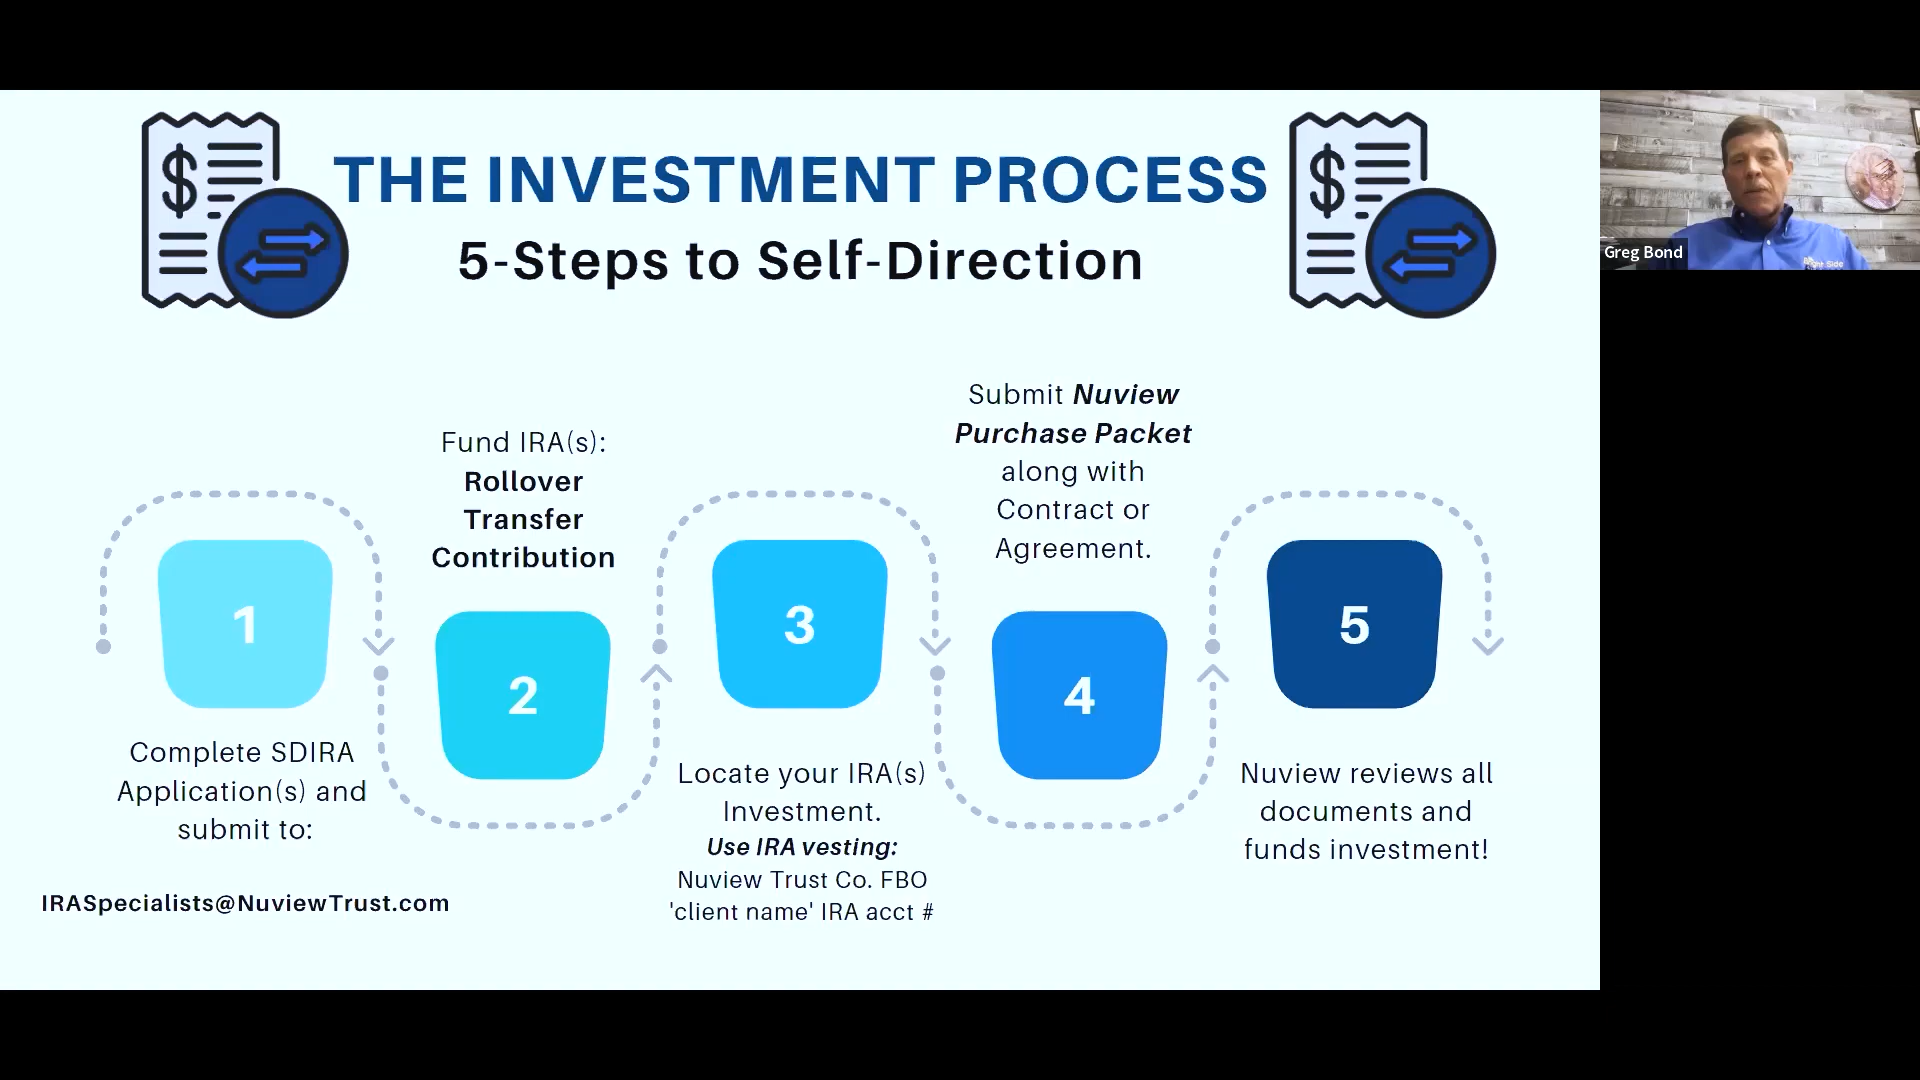 THE INVESTMENT PROCESS
5-Steps to Self-Direction
$
$
1
Complete SDIRA
Application(s) and
submit to:
IRASpecialists@NuviewTrust.com
Fund IRA(s):
Rollover
Transfer
Contribution
2
3
Locate your IRA(s)
Investment.
Use IRA vesting:
Nuview Trust Co. FBO
'client name' IRA acct #
Submit Nuview
Purchase Packet
along with
Contract or
Agreement.
4
5
Nuview reviews all
documents and
funds investment!
Greg Bond